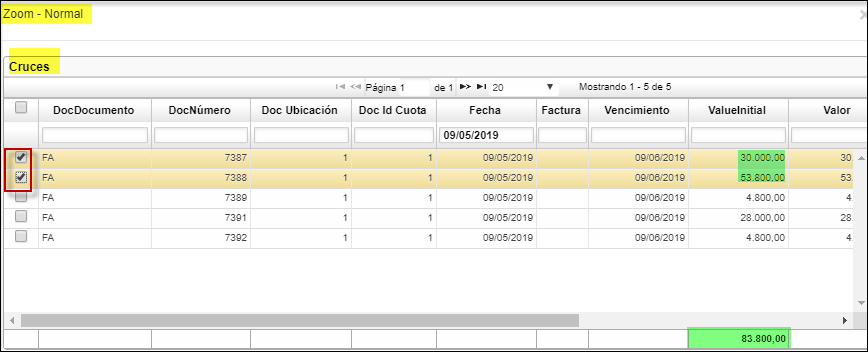 Zoom - Normal
Cruces
Página 1 de 1 20 Mostrando 1 - 5 de 5
DocDocumento DocNúmero Doc Ubicación Doc Id Cuota Fecha Factura Vencimiento ValueInitial Valor
09/05/2019
FA 7387 1 1 09/05/2019 09/06/2019 30.000,00 30.
FA 7388 1 1 09/05/2019 09/06/2019 53.800,00 53.
FA 7389 1 1 09/05/2019 09/06/2019 4.800,00 4.
FA 7391 1 1 09/05/2019 09/06/2019 28.000,00 28.
FA 7392 1 1 09/05/2019 09/06/2019 4.800,00 4.
83.800,00